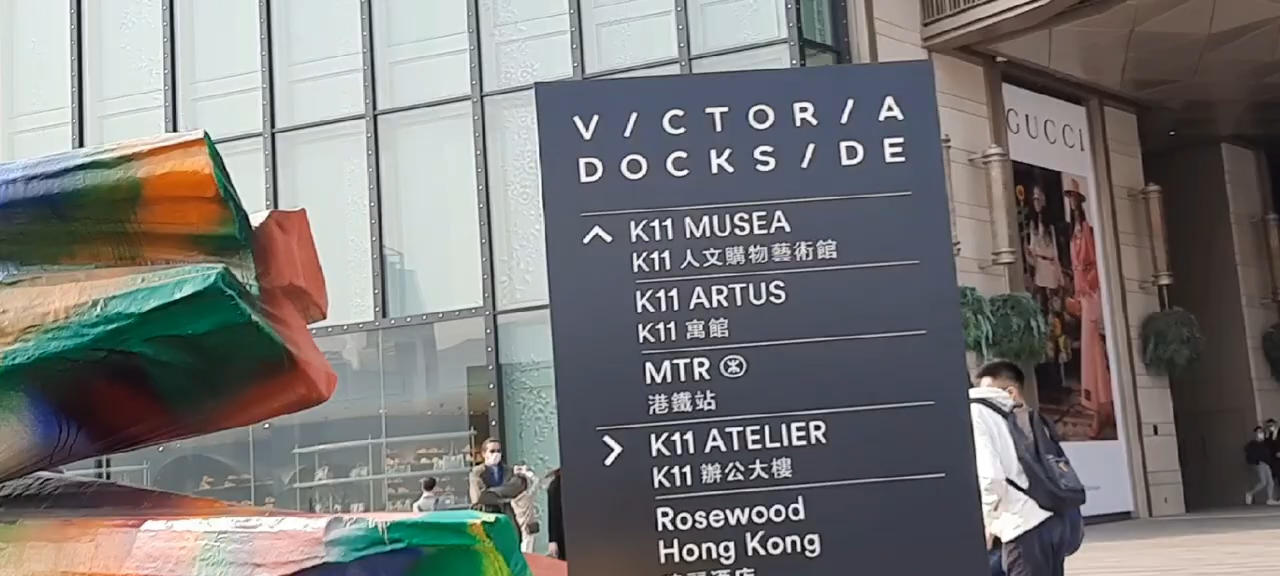 V/CTOR/A
DOCKS/DE
K11 MUSEA
K11 人文購物藝術館
K11 ARTUS
K11 寓館
MTR
港鐵站
K11 ATELIER
K11 辦公大樓
Rosewood
Hong Kong
GUCCI